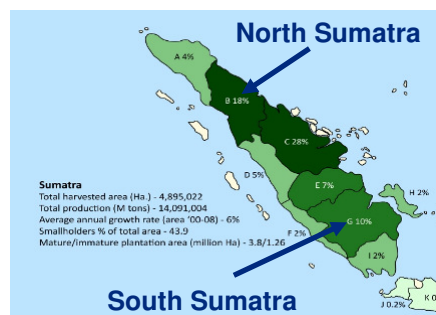 North Sumatra
A 4%
B 18%
C 28%
D 5%
E 7%
H 2%
Sumatra
Total harvested area (Ha.) - 4,895,022
Total production (M tons) - 14,091,004
Average annual growth rate (area '00-08) - 6%
Smallholders % of total area - 43.9
Mature/immature plantation area (million Ha) - 3.8/1.26
F 2%
G 10%
I 2%
South Sumatra
J 0.2%
K 0